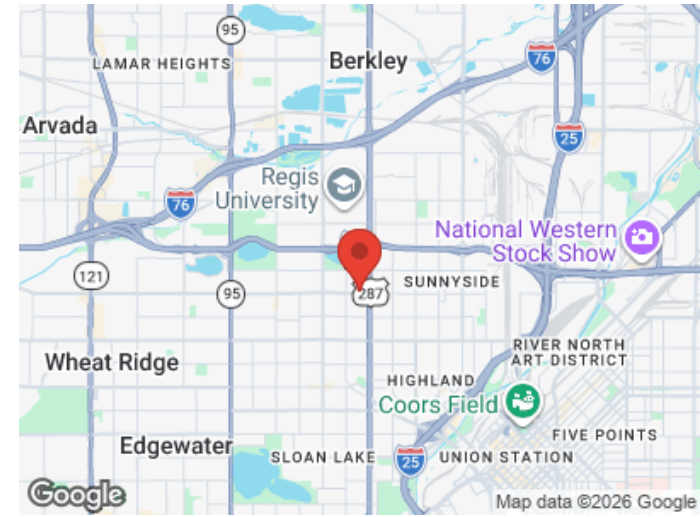 95
LAMAR HEIGHTS
Berkley
76
Arvada
25
Regis
University
76
National Western
Stock Show
121
95
287
SUNNYSIDE
Wheat Ridge
RIVER NORTH
ART DISTRICT
HIGHLAND
Coors Field
Edgewater
SLOAN LAKE
25
UNION STATION
FIVE POINTS
Google
Map data ©2026 Google